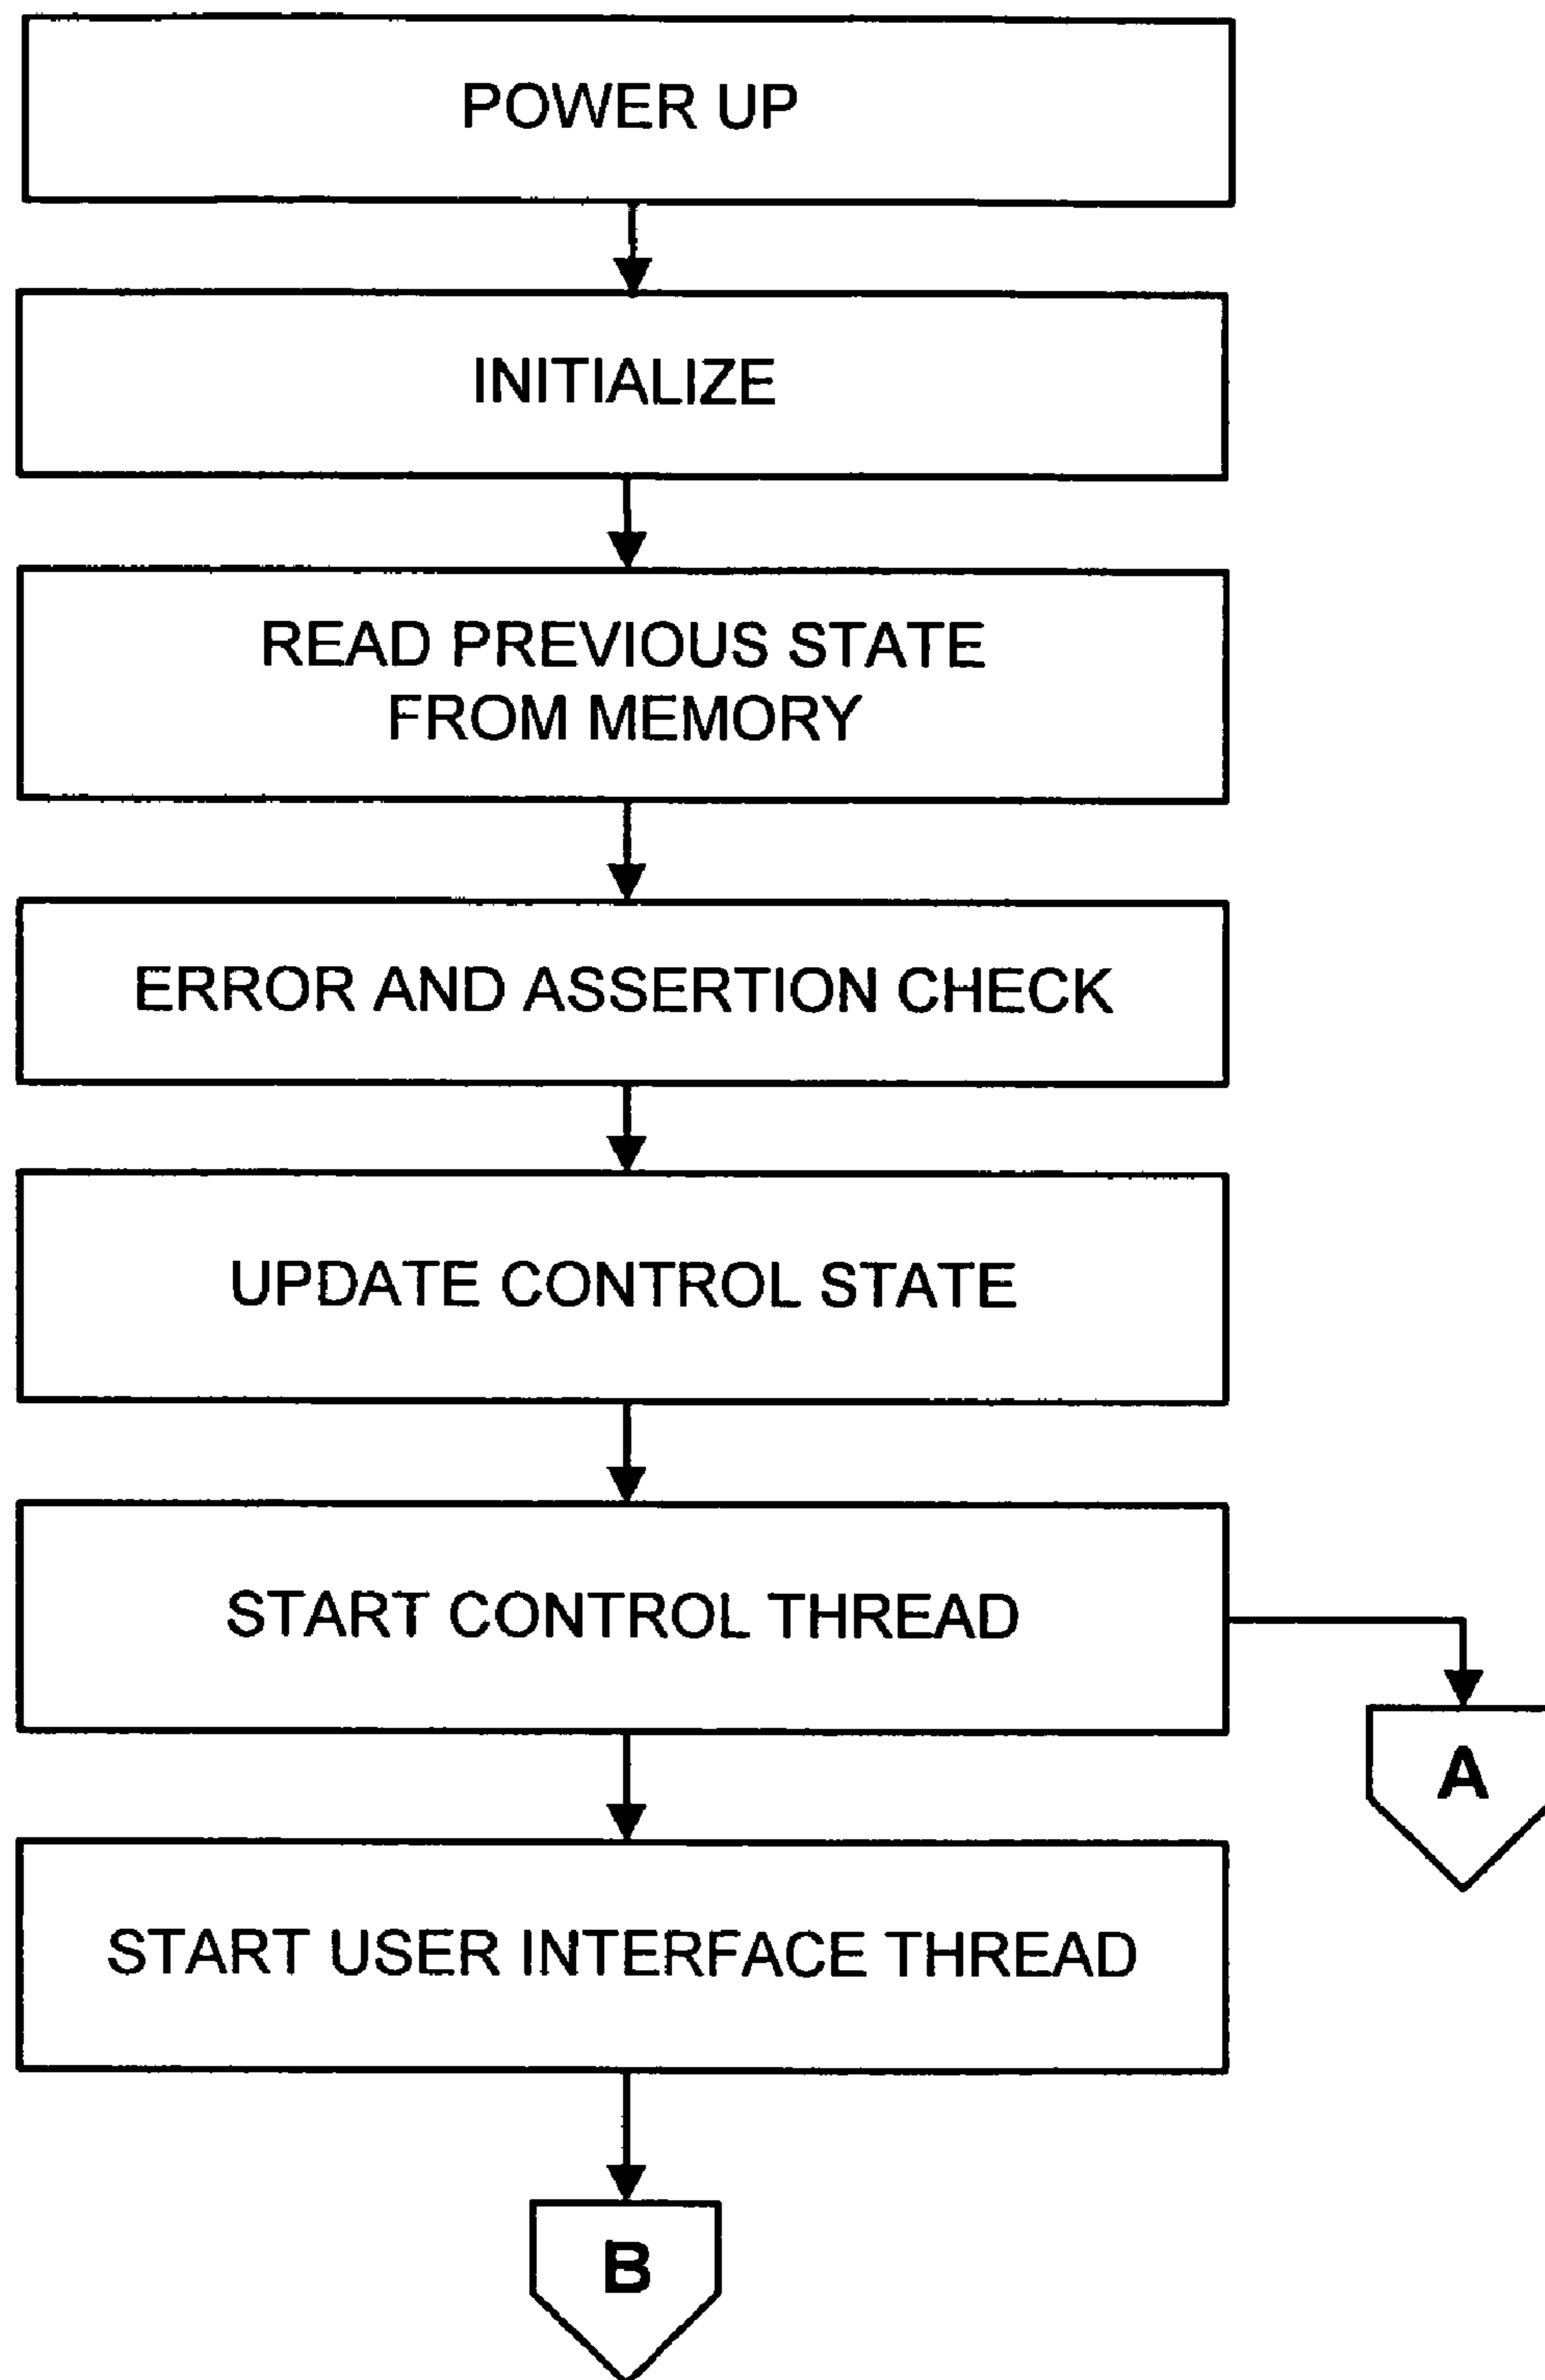 POWER UP
INITIALIZE
READ PREVIOUS STATE
FROM MEMORY
ERROR AND ASSERTION CHECK
UPDATE CONTROL STATE
START CONTROL THREAD
A
START USER INTERFACE THREAD
B